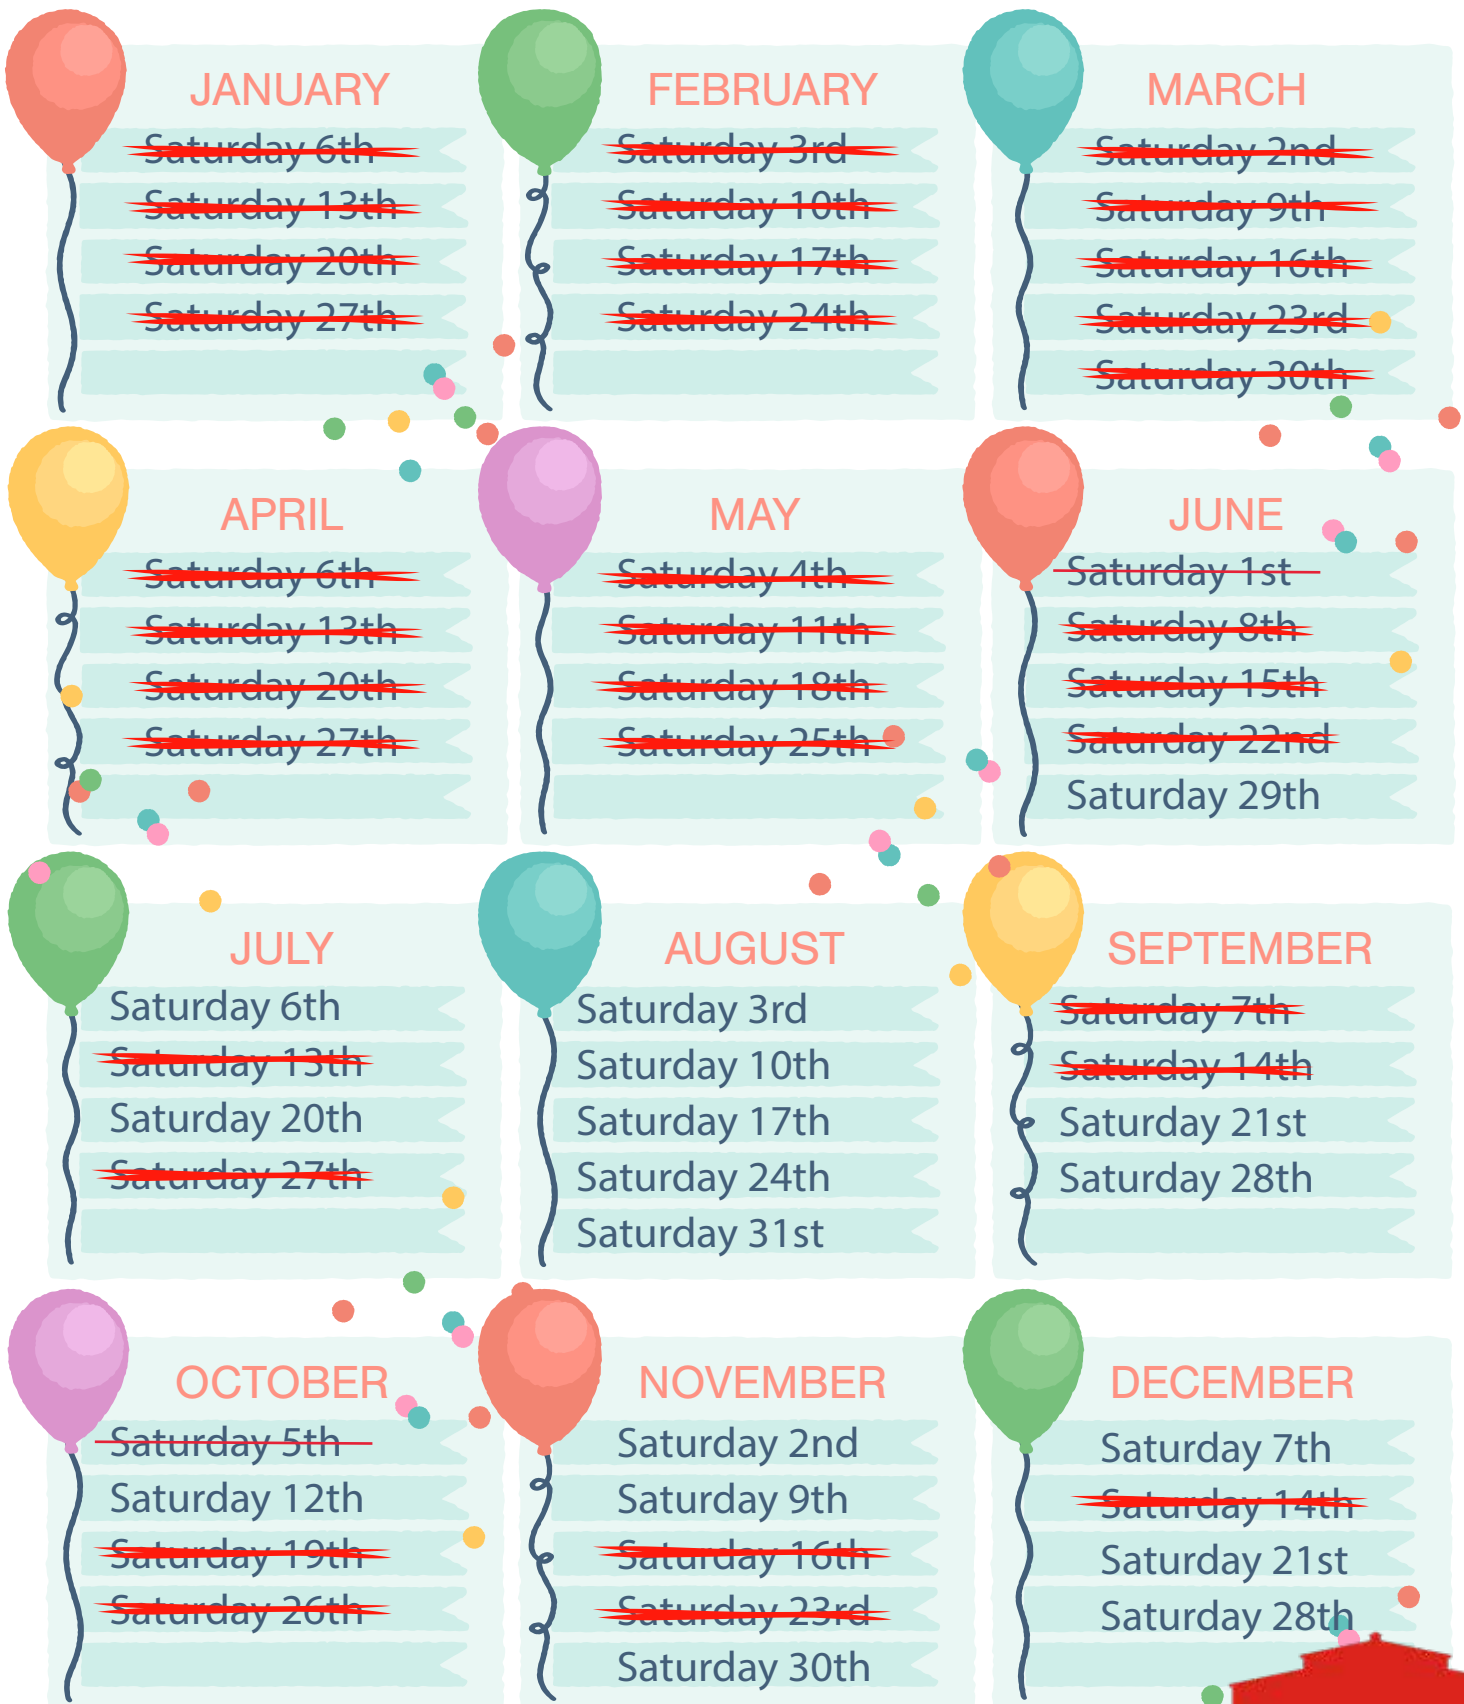 JANUARY
Saturday 6th
Saturday 13th
Saturday 20th
Saturday 27th
FEBRUARY
Saturday 3rd
Saturday 10th
Saturday 17th
Saturday 24th
MARCH
Saturday 2nd
Saturday 9th
Saturday 16th
Saturday 23rd
Saturday 30th
APRIL
Saturday 6th
Saturday 13th
Saturday 20th
Saturday 27th
MAY
Saturday 4th
Saturday 11th
Saturday 18th
Saturday 25th
JUNE
Saturday 1st
Saturday 8th
Saturday 15th
Saturday 22nd
Saturday 29th
JULY
Saturday 6th
Saturday 13th
Saturday 20th
Saturday 27th
AUGUST
Saturday 3rd
Saturday 10th
Saturday 17th
Saturday 24th
Saturday 31st
SEPTEMBER
Saturday 7th
Saturday 14th
Saturday 21st
Saturday 28th
OCTOBER
Saturday 5th
Saturday 12th
Saturday 19th
Saturday 26th
NOVEMBER
Saturday 2nd
Saturday 9th
Saturday 16th
Saturday 23rd
Saturday 30th
DECEMBER
Saturday 7th
Saturday 14th
Saturday 21st
Saturday 28th